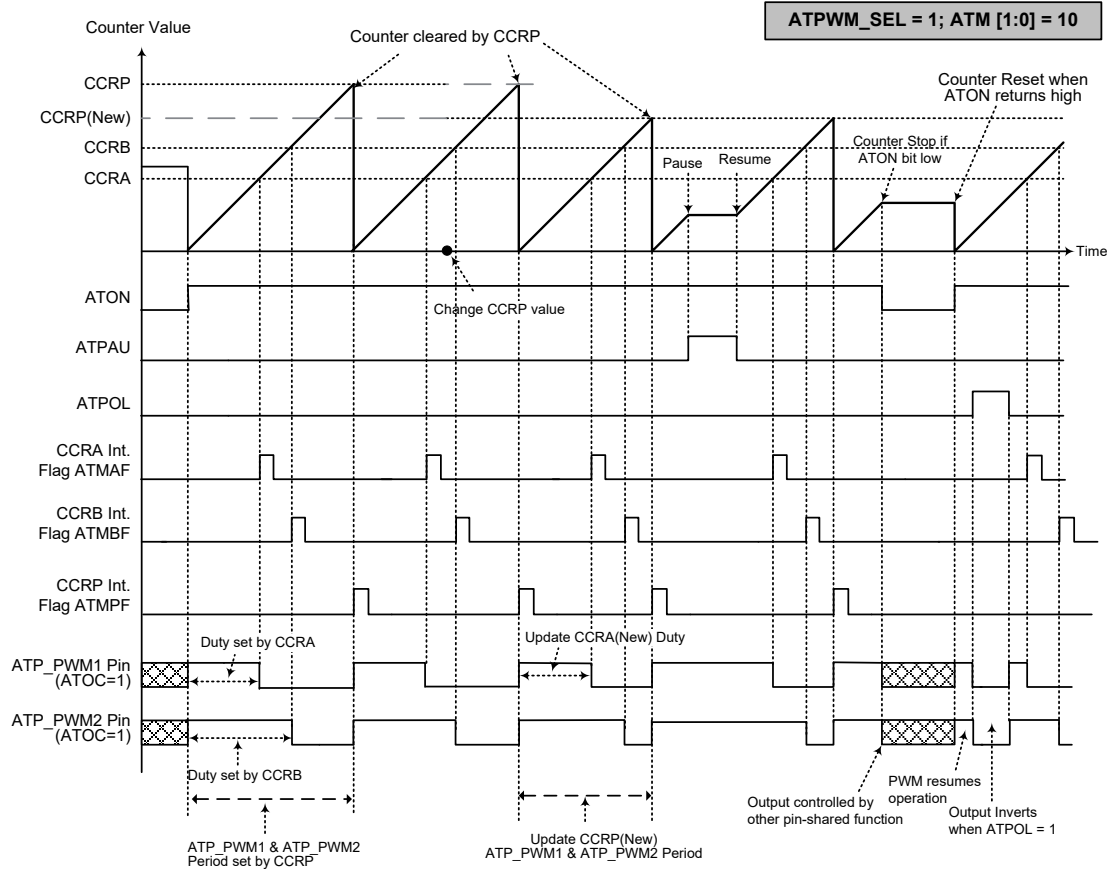 ATPWM_SEL = 1; ATM [1:0] = 10
Counter Value
Counter cleared by CCRP
CCRP
CCRP(New)
CCRB
CCRA
Pause
Resume
Counter Stop if
ATON bit low
Counter Reset when
ATON returns high
Time
Change CCRP value
ATON
ATPAU
ATPOL
CCRA Int.
Flag ATMAF
CCRB Int.
Flag ATMBF
CCRP Int.
Flag ATMPF
ATP_PWM1 Pin
(ATOC=1)
Duty set by CCRA
Update CCRA(New) Duty
ATP_PWM2 Pin
(ATOC=1)
Duty set by CCRB
ATP_PWM1 & ATP_PWM2
Period set by CCRP
Update CCRP(New)
ATP_PWM1 & ATP_PWM2 Period
Output controlled by
other pin-shared function
PWM resumes
operation
Output Inverts
when ATPOL = 1